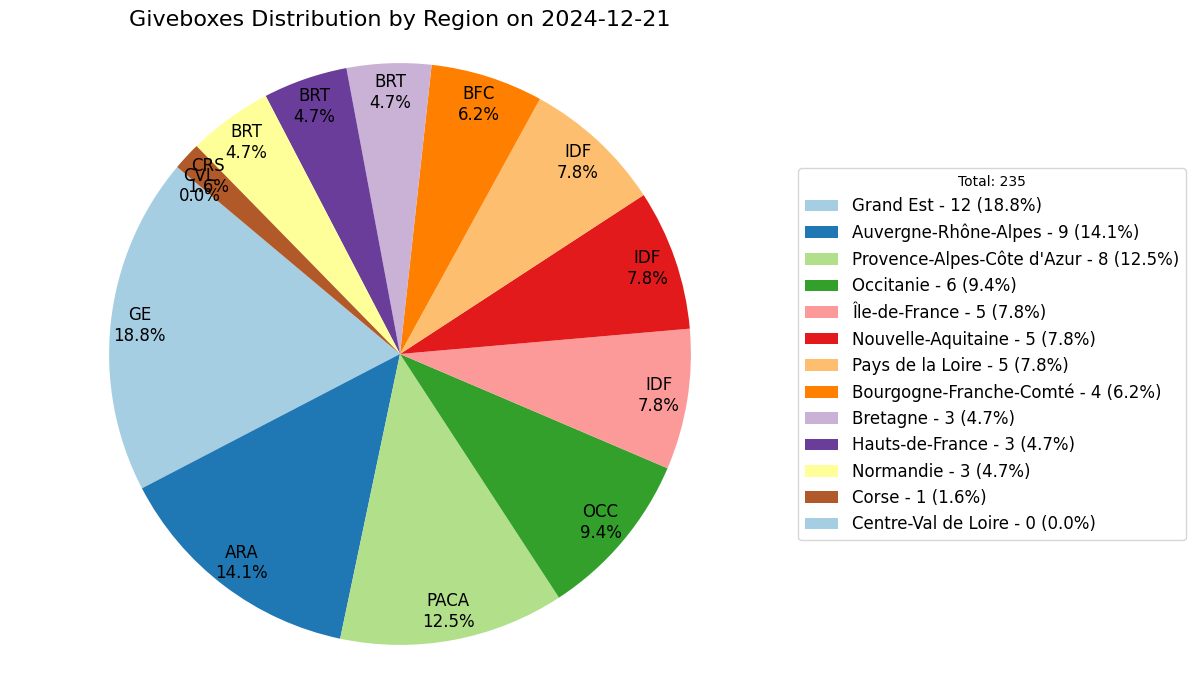 Giveboxes Distribution by Region on 2024-12-21
BRT
4.7%
BRT
4.7%
BRT
4.7%
BFC
6.2%
IDF
7.8%
CRS
1.6%
CVL
0.0%
IDF
7.8%
GE
18.8%
IDF
7.8%
OCC
9.4%
ARA
14.1%
PACA
12.5%
Total: 235
Grand Est - 12 (18.8%)
Auvergne-Rhône-Alpes - 9 (14.1%)
Provence-Alpes-Côte d'Azur - 8 (12.5%)
Occitanie - 6 (9.4%)
Île-de-France - 5 (7.8%)
Nouvelle-Aquitaine - 5 (7.8%)
Pays de la Loire - 5 (7.8%)
Bourgogne-Franche-Comté - 4 (6.2%)
Bretagne - 3 (4.7%)
Hauts-de-France - 3 (4.7%)
Normandie - 3 (4.7%)
Corse - 1 (1.6%)
Centre-Val de Loire - 0 (0.0%)